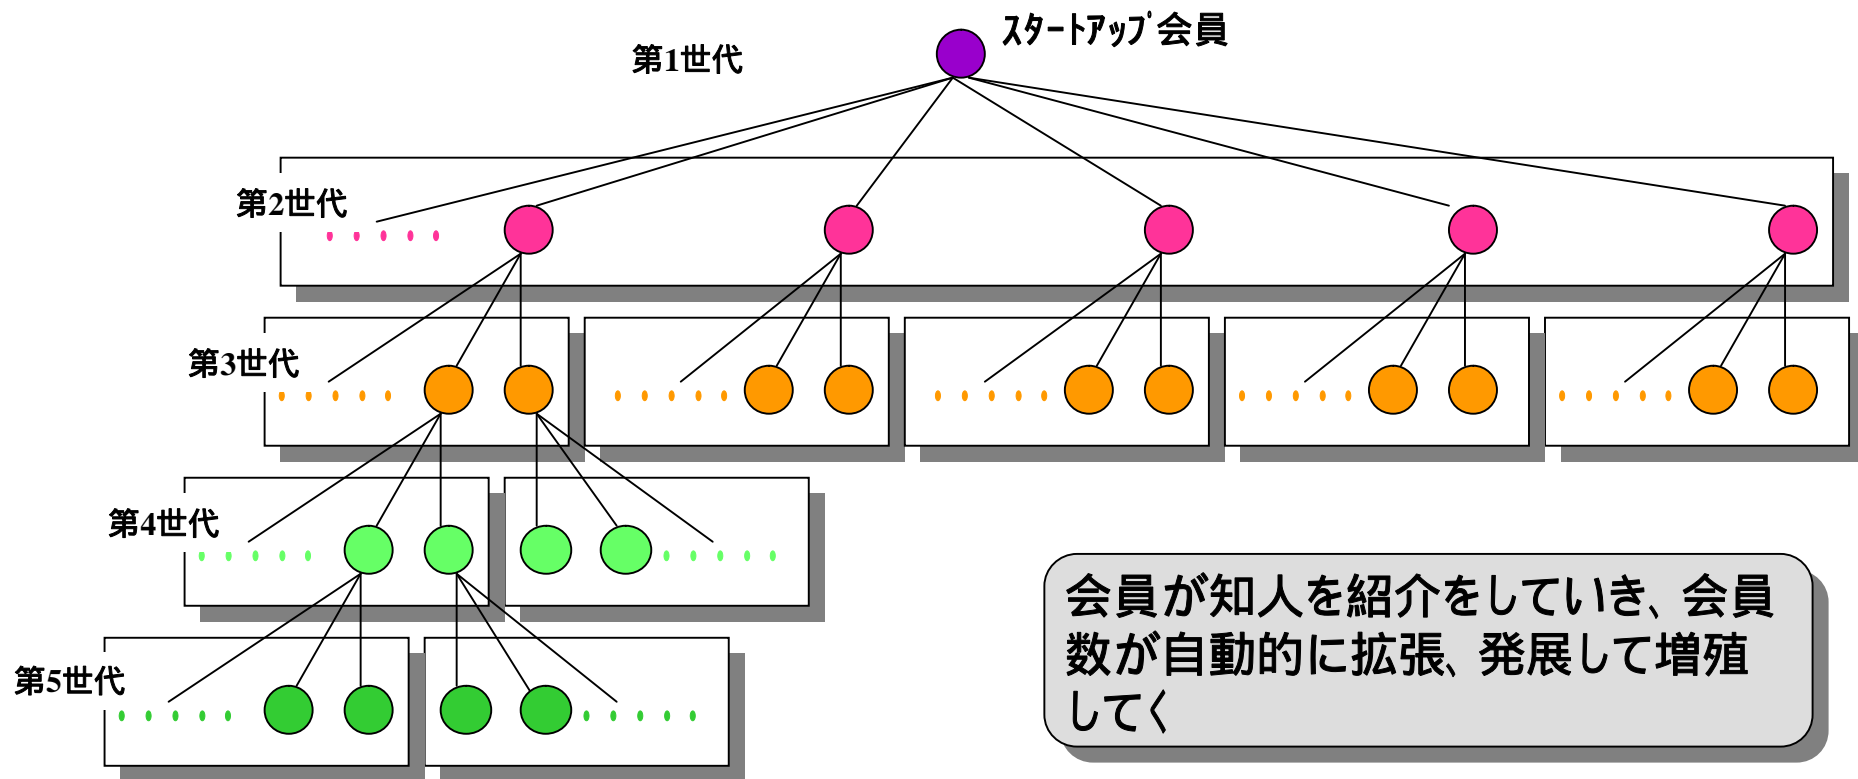 ｽﾀｰﾄｱｯﾌﾟ会員
第1世代
第2世代
第3世代
第4世代
第5世代
会員が知人を紹介をしていき、会員
数が自動的に拡張、発展して増殖
してく